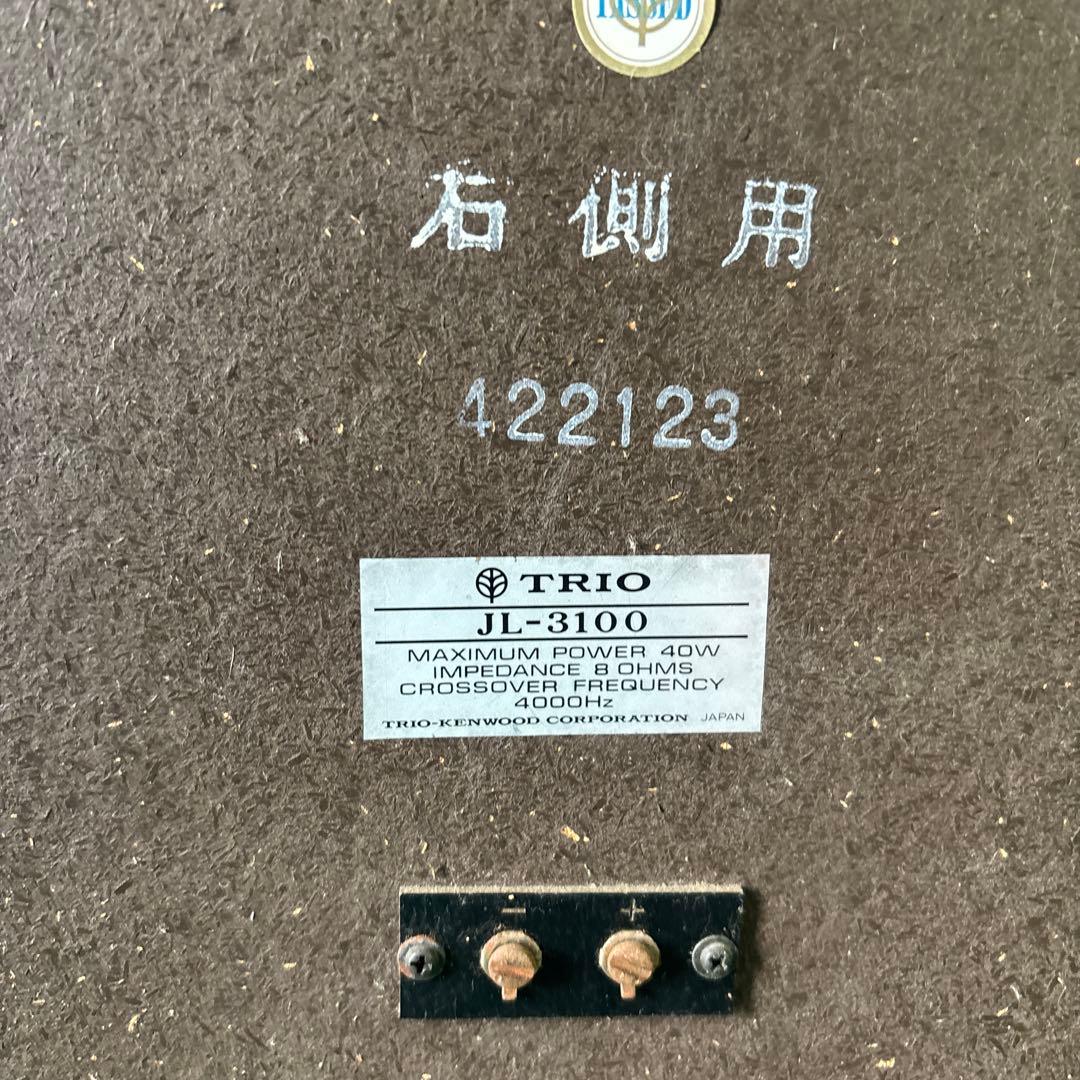 右側用
422123
TRIO
JL-3100
MAXIMUM POWER 40W
IMPEDANCE 8 OHMS
CROSSOVER FREQUENCY
4000Hz
TRIO-KENWOOD CORPORATION JAPAN
- +